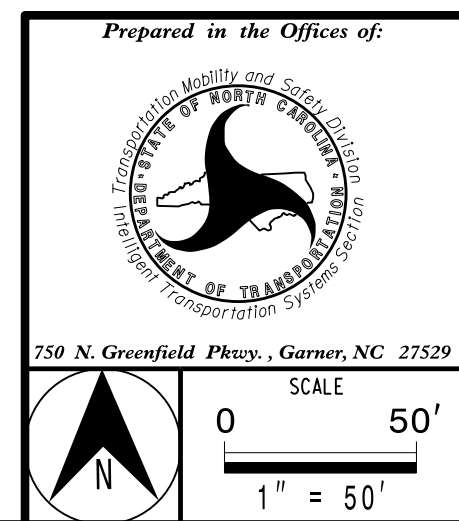 Prepared in the Offices of:
Transportation Mobility and Safety Division
STATE OF NORTH CAROLINA
DEPARTMENT OF TRANSPORTATION
Intelligent Transportation Systems Section
750 N. Greenfield Pkwy. , Garner, NC 27529
N
SCALE
0 50'
1" = 50'